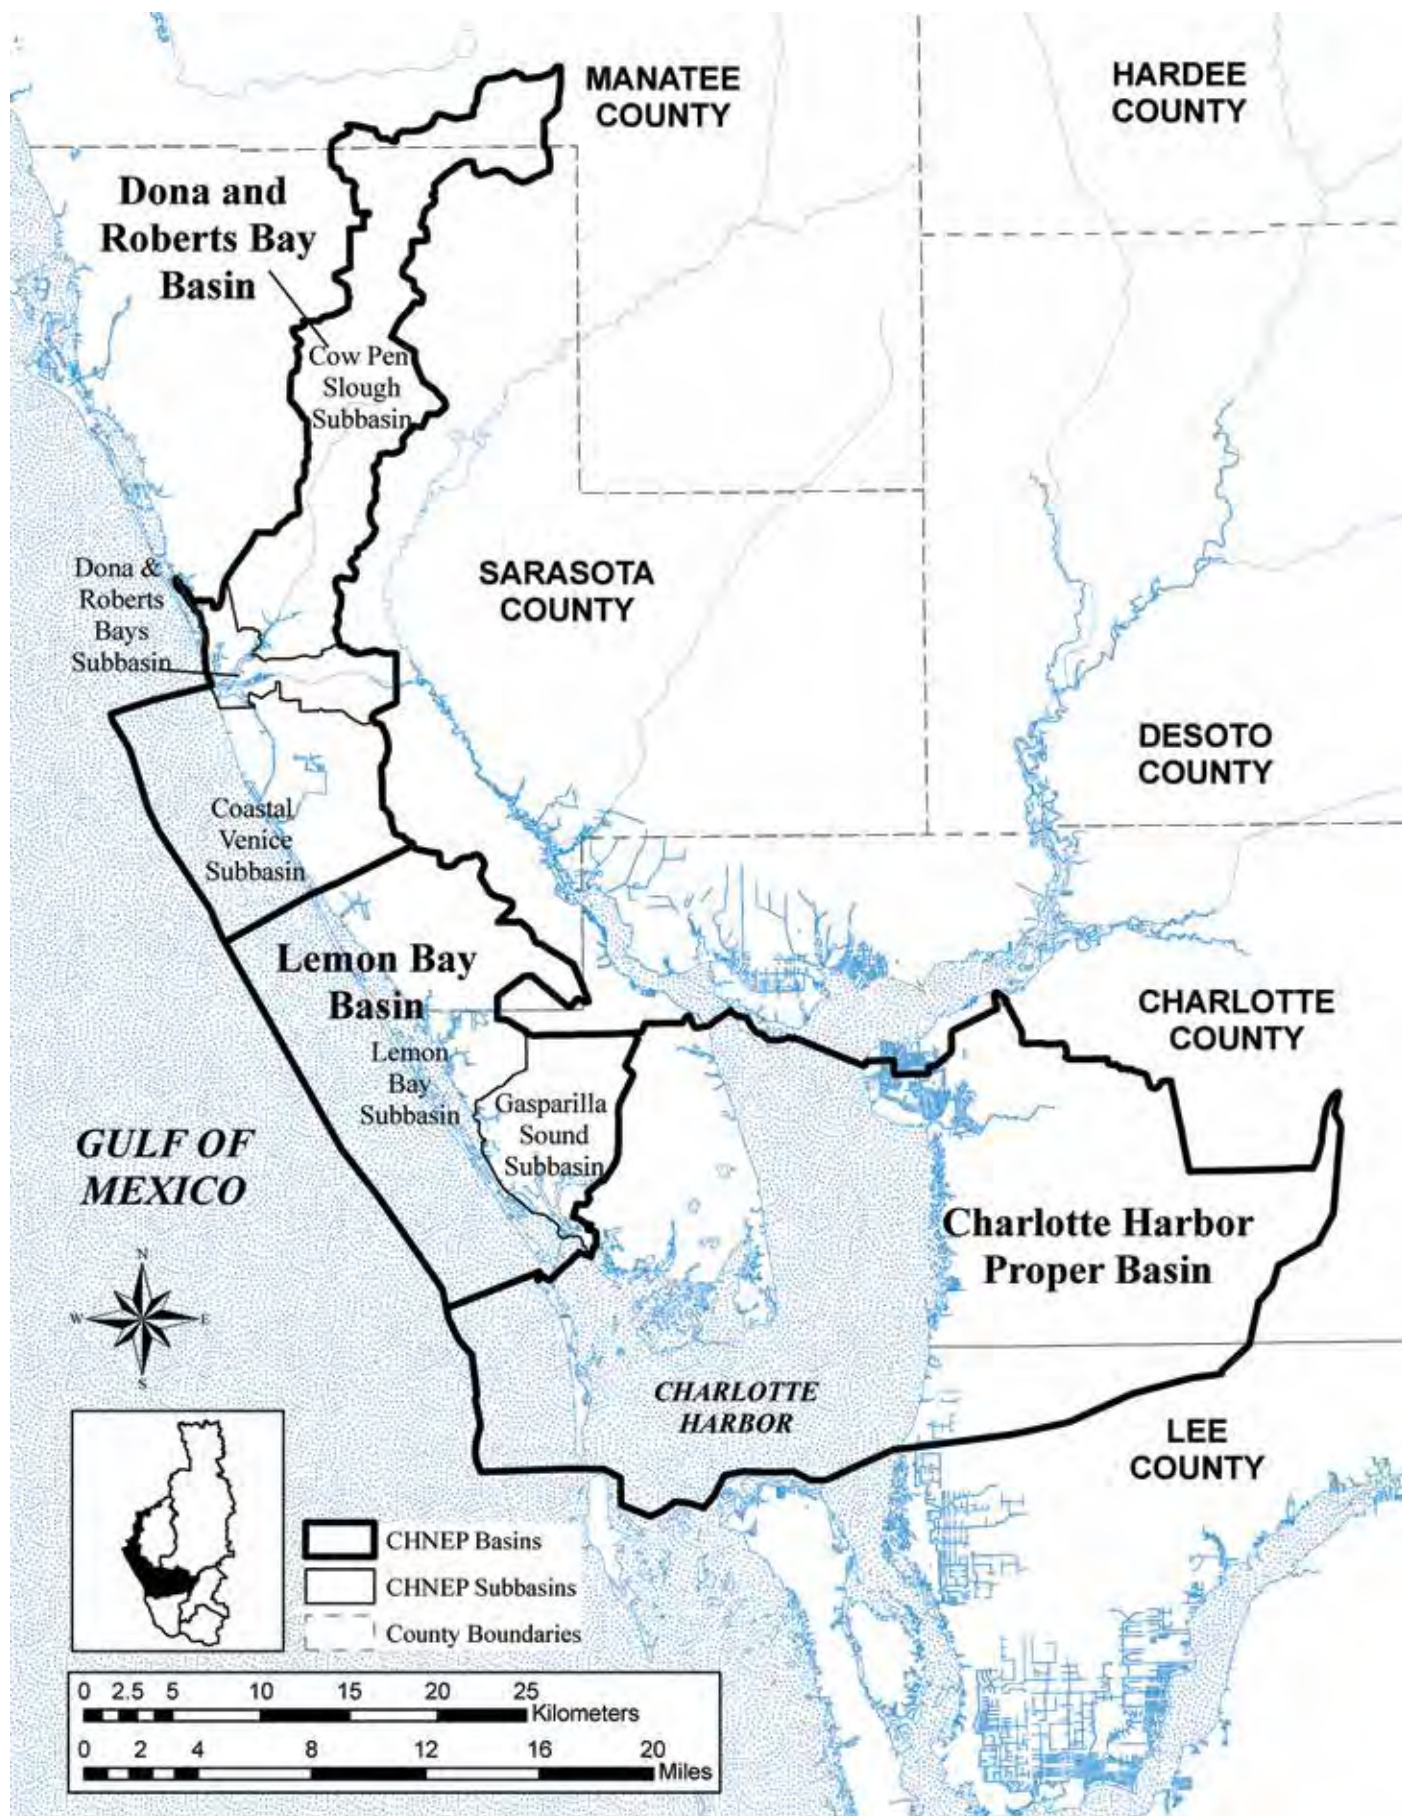 MANATEE
COUNTY
HARDEE
COUNTY
Dona and
Roberts Bay
Basin
Cow Pen
Slough
Subbasin
SARASOTA
COUNTY
Dona &
Roberts
Bays
Subbasin
DESOTO
COUNTY
Coastal
Venice
Subbasin
Lemon Bay
Basin
CHARLOTTE
COUNTY
Lemon
Bay
Subbasin
Gasparilla
Sound
Subbasin
GULF OF
MEXICO
Charlotte Harbor
Proper Basin
N
W E
S
CHARLOTTE
HARBOR
LEE
COUNTY
CHNEP Basins
CHNEP Subbasins
County Boundaries
0 2.5 5 10 15 20 25
Kilometers
0 2 4 8 12 16 20
Miles